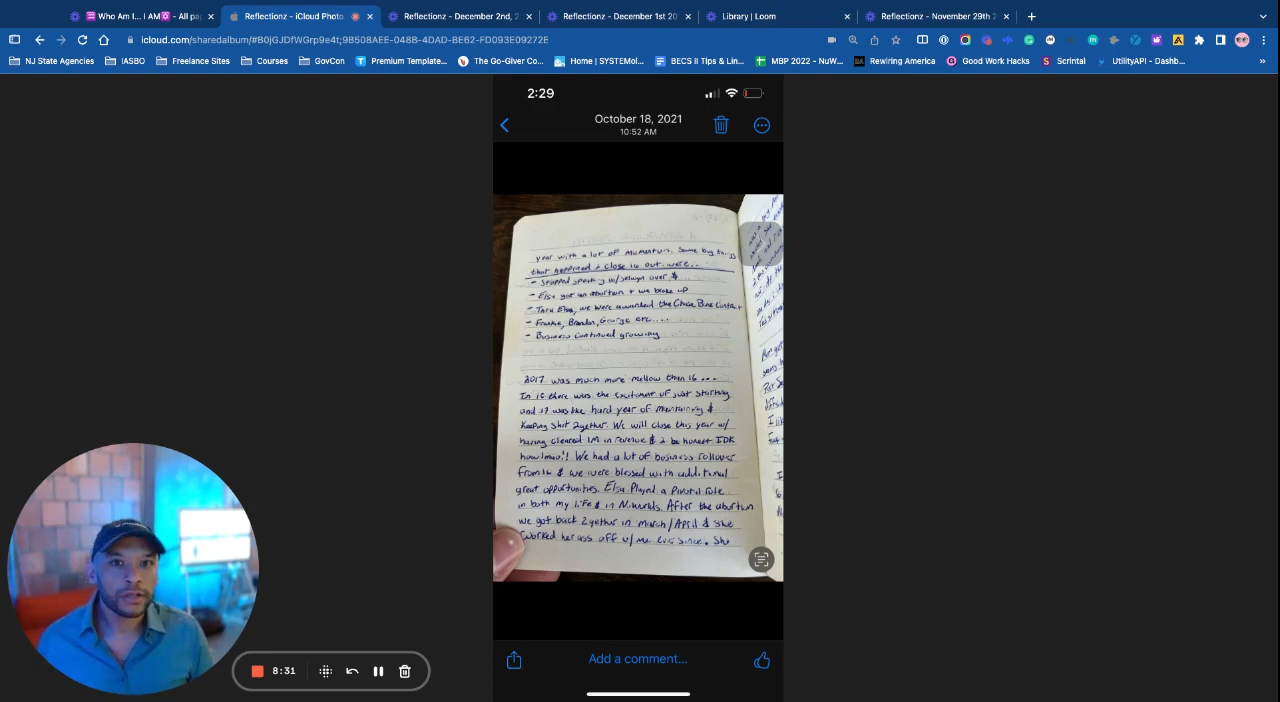 Who Am I... I AM - All pa
Reflectionz - iCloud Photo
Reflectionz - December 2nd, 2
Reflectionz - December 1st 20
Library | Loom
Reflectionz - November 29th 2
icloud.com/sharedalbum/#B0jGJDfWGrp9e4t;9B508AEE-048B-4DAD-BE62-FD093E09272E
NJ State Agencies
IASBO
Freelance Sites
Courses
GovCon
Premium Template...
The Go-Giver Co...
Home | SYSTEMol...
BECS II Tips & Lin...
MBP 2022 - NuW...
Rewiring America
Good Work Hacks
Scrintal
UtilityAPI - Dashb...
»
2:29
October 18, 2021
10:52 AM
year with a lot of momentum. Some big things
that happened 2 close 16 out were...
- Stopped speaking w/ Selwyn over $
- Elsa got an abortion + we broke up
- Thru Elsa, we were awarded the Chase Bank Contract
- Frankie, Brandon, George etc....
- Business continued growing
2017 was much more mellow than 16...
In 16 there was the excitement of just starting
and 17 was the hard year of maintaining &
Keeping shit 2gether. We will close this year w/
having cleared 1M in revenue & 2 be honest IDK
how lmao!! We had a lot of business rollover
from 16 & we were blessed with additional
great opportunities. Elsa Played a Pivotal role
in both my life & in Nuworlds. After the abortion
we got back 2gether in March/April & she
worked her ass off w/ me ever since. She
8:31
Add a comment...